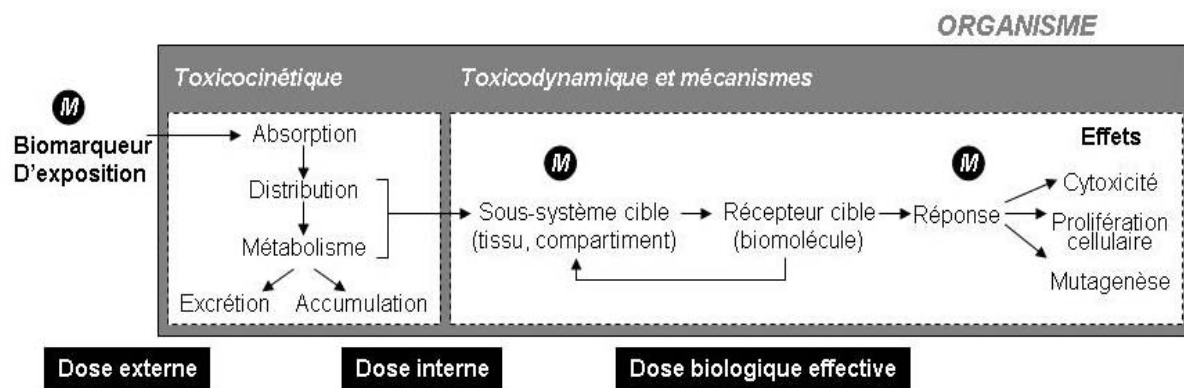 ORGANISME
Toxicocinétique
Toxicodynamique et mécanismes
M
Biomarqueur
D'exposition
Absorption
Distribution
Métabolisme
Excrétion
Accumulation
M
Sous-système cible
(tissu, compartiment)
Récepteur cible
(biomolécule)
M
Réponse
Effets
Cytoxicité
Prolifération
cellulaire
Mutagenèse
Dose externe
Dose interne
Dose biologique effective